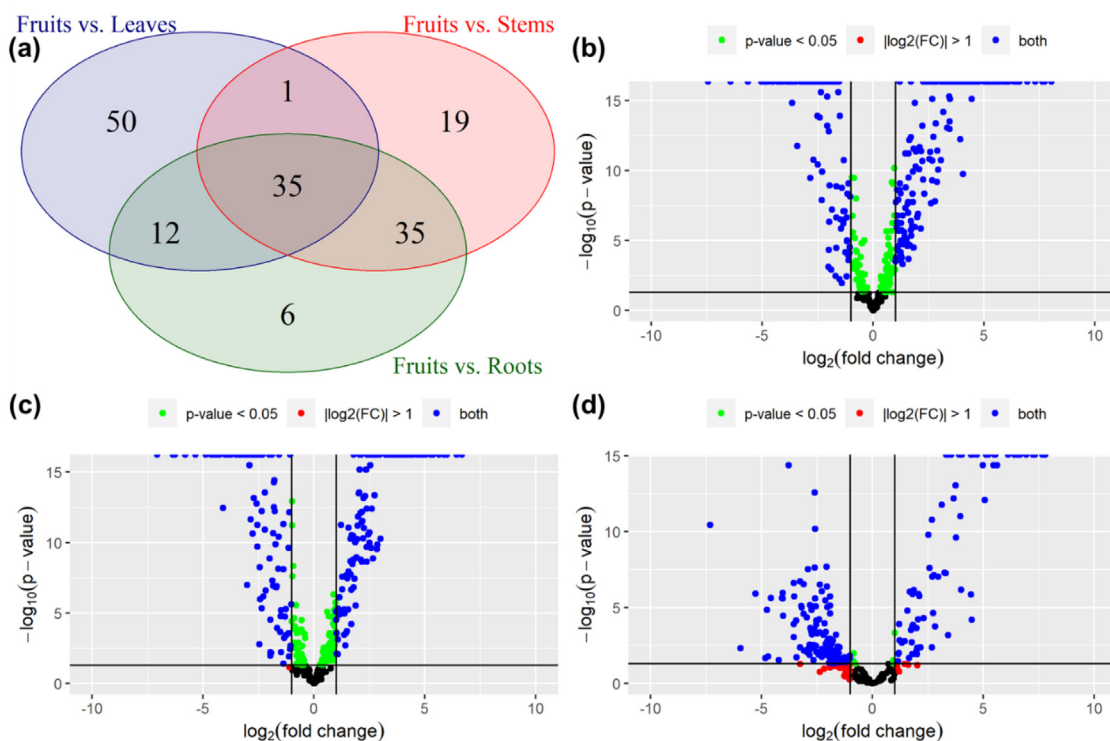 Fruits vs. Leaves
Fruits vs. Stems
(a)
1
50
19
35
12
35
6
Fruits vs. Roots
(b)
p-value < 0.05
|log2(FC)| > 1
both
15
10
5
0
−log10(p − value)
-10
-5
0
5
10
log2(fold change)
(c)
p-value < 0.05
|log2(FC)| > 1
both
15
10
5
0
−log10(p − value)
-10
-5
0
5
10
log2(fold change)
(d)
p-value < 0.05
|log2(FC)| > 1
both
15
10
5
0
−log10(p − value)
-10
-5
0
5
10
log2(fold change)